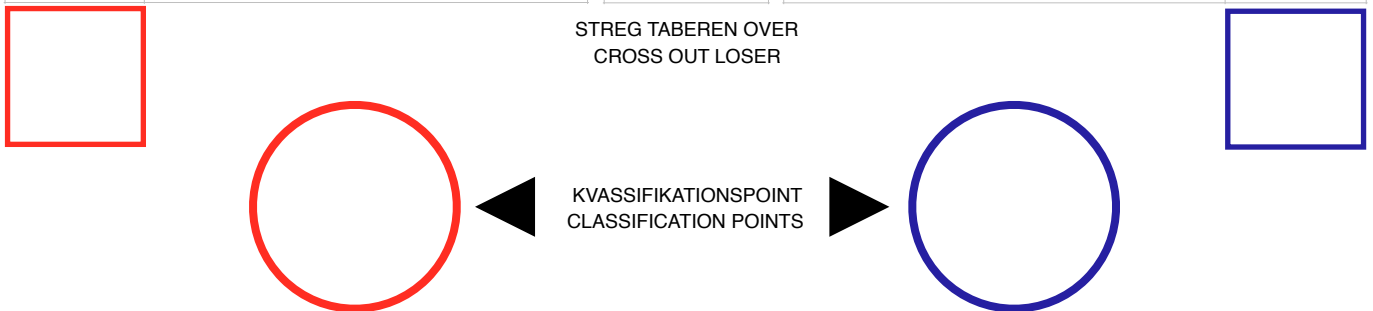 STREG TABEREN OVER
CROSS OUT LOSER
KVASSIFIKATIONSPOINT
CLASSIFICATION POINTS